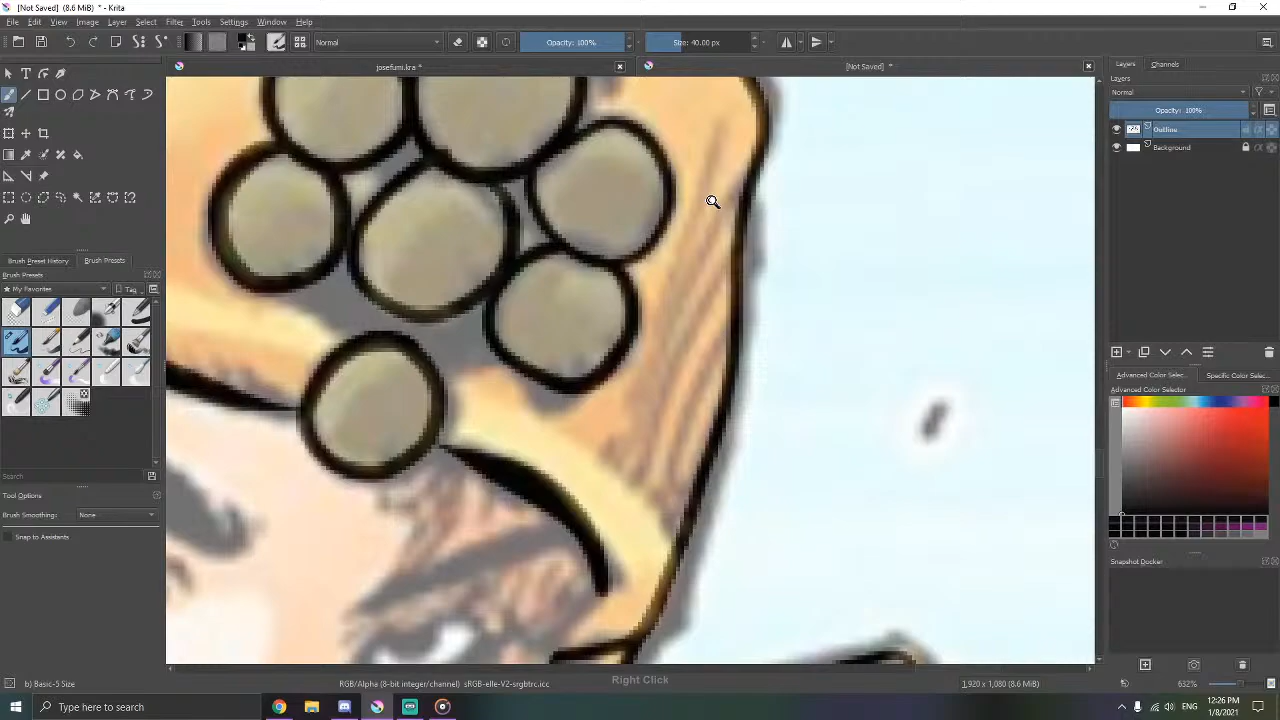 [Not Saved] (8.6 MiB) * - Krita
File Edit View Image Layer Select Filter Tools Settings Window Help
Normal Opacity: 100% Size: 40.00 px
josefumi.kra * [Not Saved] *
Layers Channels
Layers
Normal
Opacity: 100%
Outline
Background
Brush Preset History Brush Presets
Brush Presets
My Favorites Tag
Search
Tool Options
Brush Smoothing: None
Snap to Assistants
Advanced Color Selec... Specific Color Selec...
Advanced Color Selector
Snapshot Docker
b) Basic-5 Size RGB/Alpha (8-bit integer/channel) sRGB-elle-V2-srgbtrc.icc 1,920 x 1,080 (8.6 MiB) 632%
Right Click
Type here to search
ENG
12:26 PM
1/8/2021